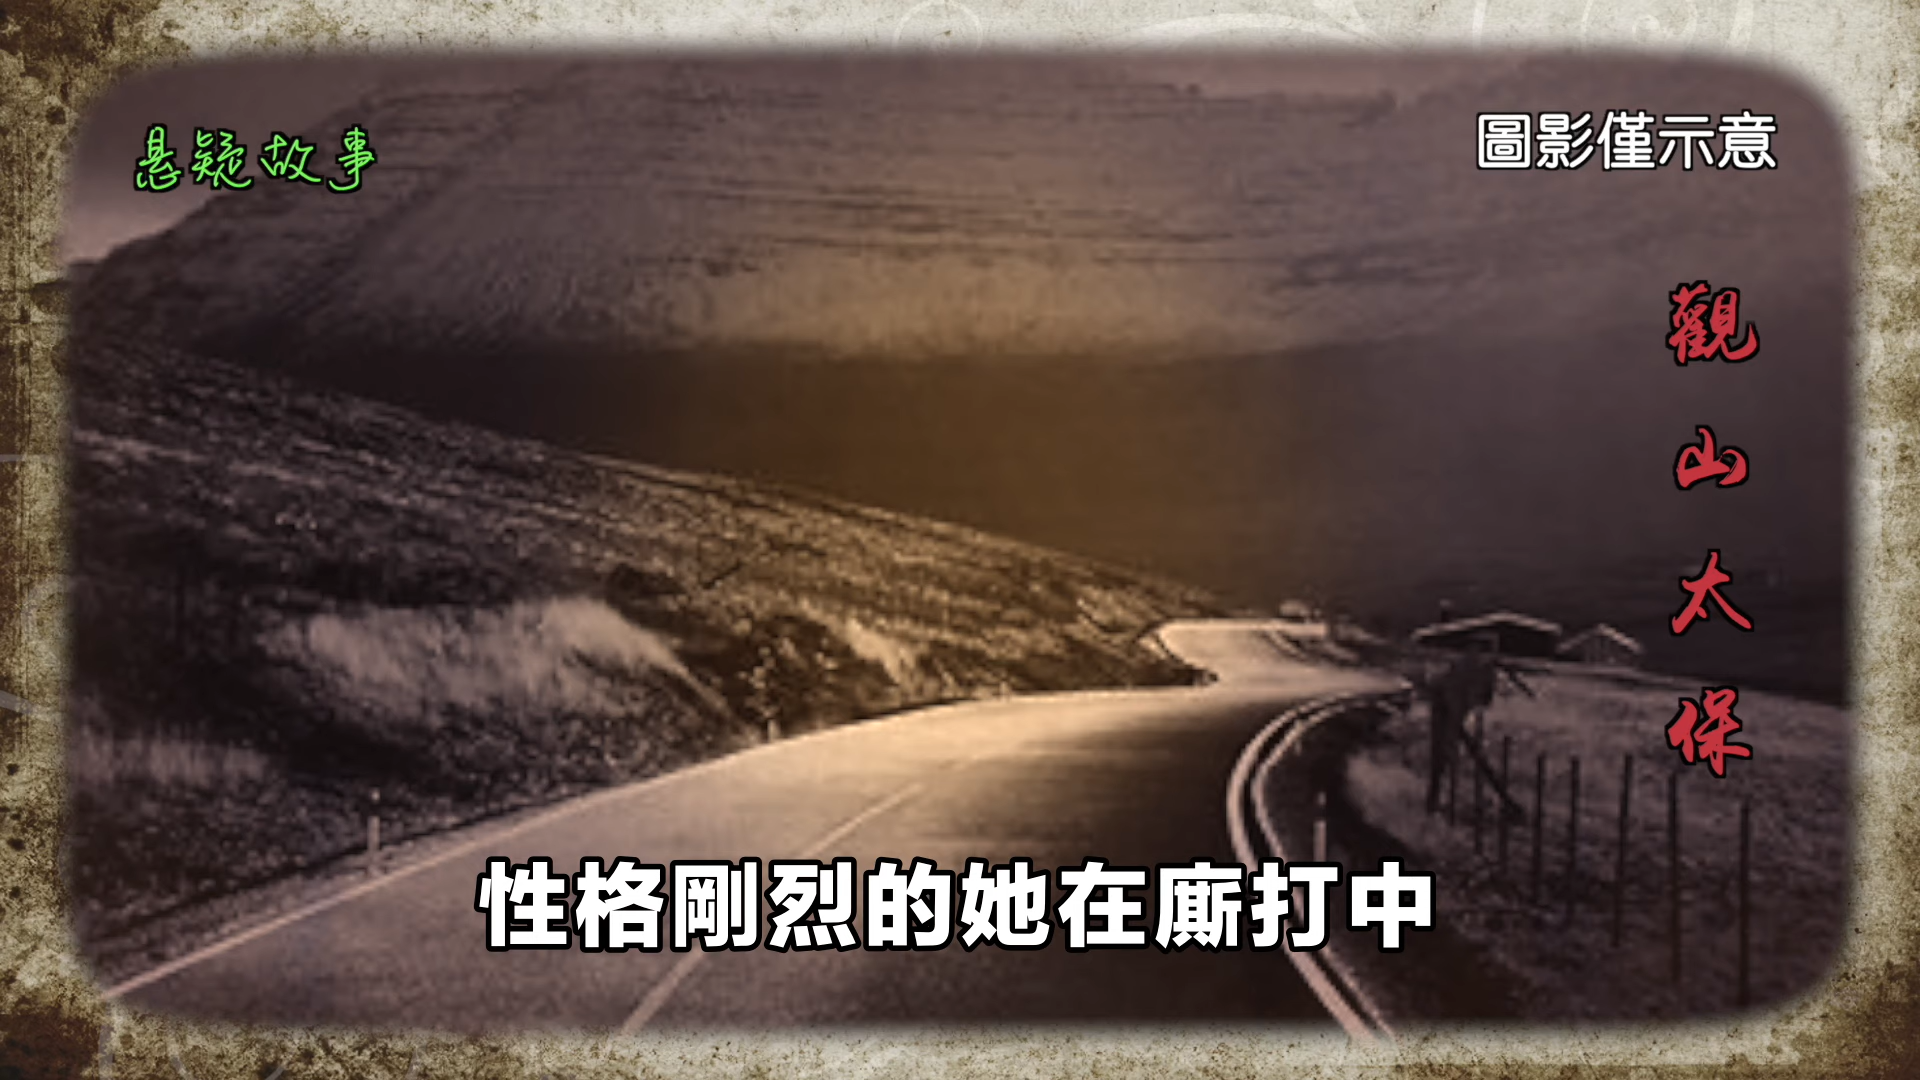 悬疑故事
圖影僅示意
觀山太保
性格剛烈的她在廝打中